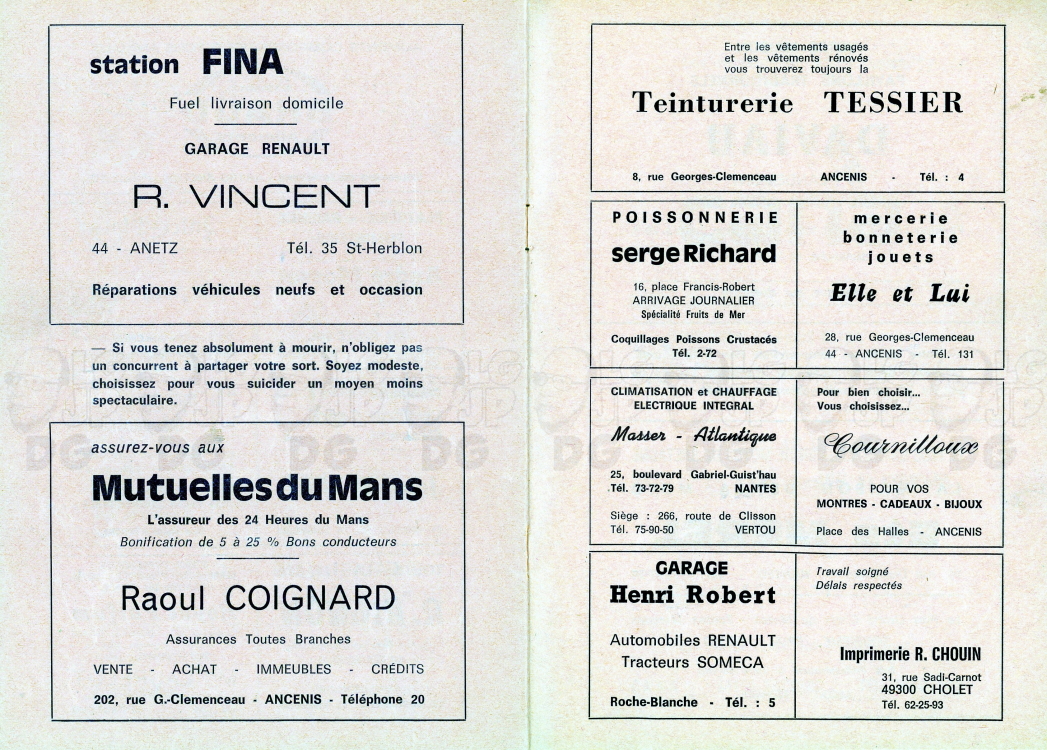 station FINA
Fuel livraison domicile
GARAGE RENAULT
R. VINCENT
44 - ANETZ Tél. 35 St-Herblon
Réparations véhicules neufs et occasion
— Si vous tenez absolument à mourir, n'obligez pas
un concurrent à partager votre sort. Soyez modeste,
choisissez pour vous suicider un moyen moins
spectaculaire.
assurez-vous aux
Mutuelles du Mans
L'assureur des 24 Heures du Mans
Bonification de 5 à 25 % Bons conducteurs
Raoul COIGNARD
Assurances Toutes Branches
VENTE - ACHAT - IMMEUBLES - CRÉDITS
202, rue G.-Clemenceau - ANCENIS - Téléphone 20
Entre les vêtements usagés
et les vêtements rénovés
vous trouverez toujours la
Teinturerie TESSIER
8, rue Georges-Clemenceau ANCENIS - Tél. : 4
POISSONNERIE
serge Richard
16, place Francis-Robert
ARRIVAGE JOURNALIER
Spécialité Fruits de Mer
Coquillages Poissons Crustacés
Tél. 2-72
mercerie
bonneterie
jouets
Elle et Lui
28, rue Georges-Clemenceau
44 - ANCENIS - Tél. 131
CLIMATISATION et CHAUFFAGE
ELECTRIQUE INTEGRAL
Masser - Atlantique
25, boulevard Gabriel-Guist'hau
Tél. 73-72-79 NANTES
Siège : 266, route de Clisson
Tél. 75-90-50 VERTOU
Pour bien choisir...
Vous choisissez...
Cournilloux
POUR VOS
MONTRES - CADEAUX - BIJOUX
Place des Halles - ANCENIS
GARAGE
Henri Robert
Automobiles RENAULT
Tracteurs SOMECA
Roche-Blanche - Tél. : 5
Travail soigné
Délais respectés
Imprimerie R. CHOUIN
31, rue Sadi-Carnot
49300 CHOLET
Tél. 62-25-93